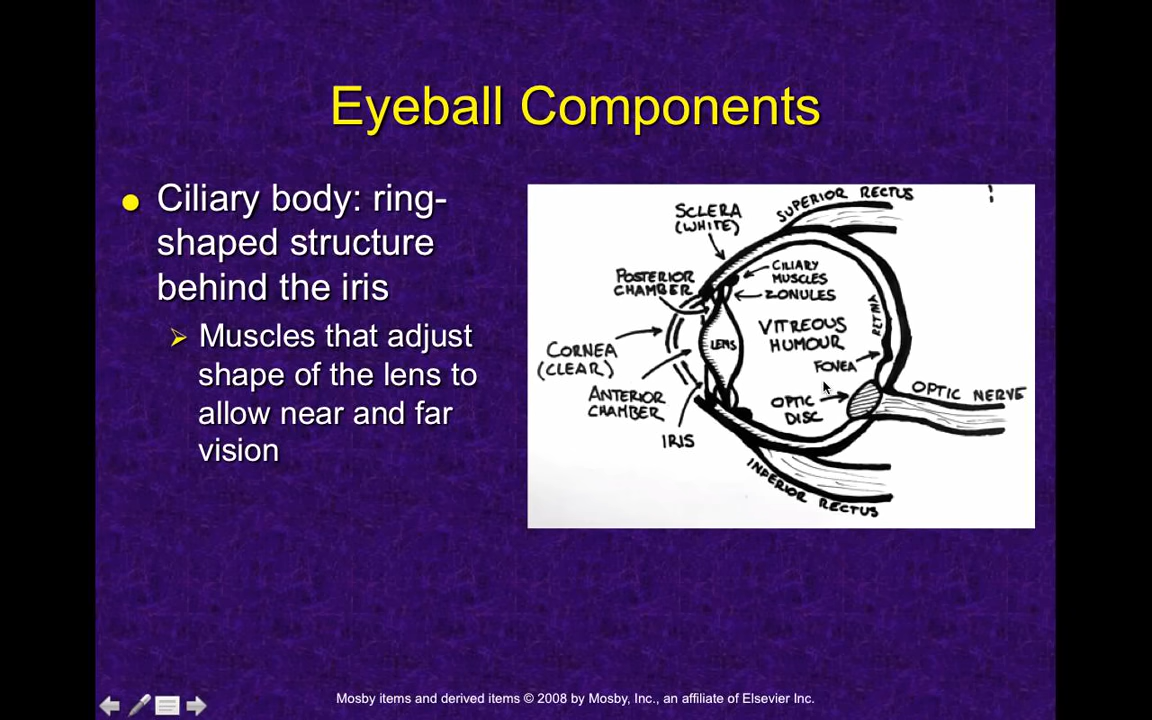 Eyeball Components
Ciliary body: ring-
shaped structure
behind the iris
Muscles that adjust
shape of the lens to
allow near and far
vision
SUPERIOR RECTUS
SCLERA
(WHITE)
CILIARY
MUSCLES
POSTERIOR
CHAMBER
ZONULES
RETINA
VITREOUS
HUMOUR
LENS
CORNEA
(CLEAR)
FOVEA
ANTERIOR
CHAMBER
OPTIC NERVE
OPTIC
DISC
IRIS
INFERIOR RECTUS
Mosby items and derived items © 2008 by Mosby, Inc., an affiliate of Elsevier Inc.